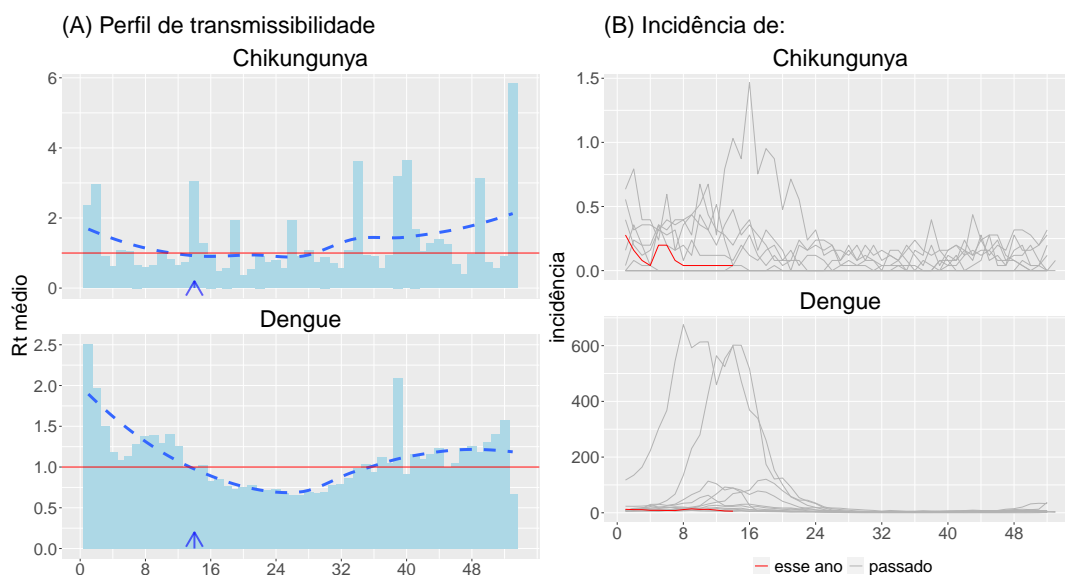 (A) Perfil de transmissibilidade
Chikungunya
6
4
2
0
Dengue
2.5
2.0
1.5
1.0
0.5
0.0
0 8 16 24 32 40 48
Rt médio
(B) Incidência de:
Chikungunya
1.5
1.0
0.5
0.0
Dengue
600
400
200
0
0 8 16 24 32 40 48
incidência
esse ano passado